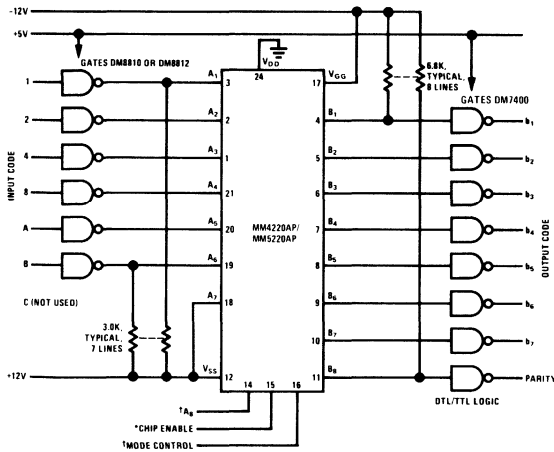 -12V
+5V
GATES DM8810 OR DM8812
VDD
24
VGG
17
6.8K,
TYPICAL,
8 LINES
GATES DM7400
INPUT CODE
1
2
4
8
A
B
C (NOT USED)
A1
3
A2
2
A3
1
A4
21
A5
20
A6
19
A7
18
MM4220AP/
MM5220AP
B1
4
B2
5
B3
6
B4
7
B5
8
B6
9
B7
10
B8
11
b1
b2
b3
b4
b5
b6
b7
PARITY
OUTPUT CODE
DTL/TTL LOGIC
3.0K,
TYPICAL,
7 LINES
+12V
VSS
12
14
15
16
†A8
*CHIP ENABLE
†MODE CONTROL